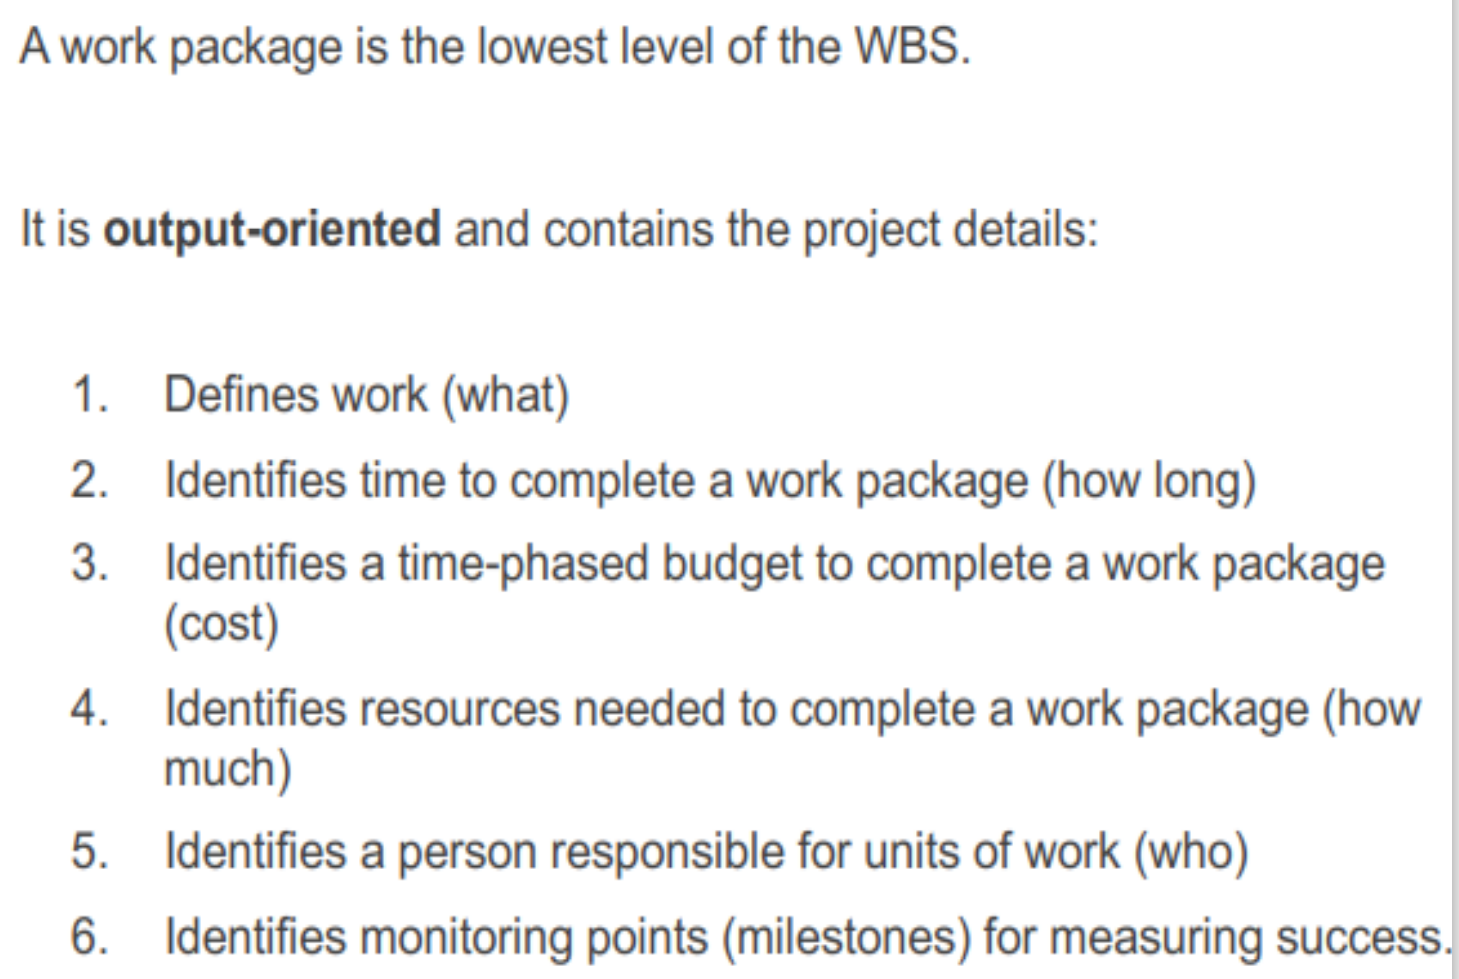 A work package is the lowest level of the WBS.
It is output-oriented and contains the project details:
1. Defines work (what)
2. Identifies time to complete a work package (how long)
3. Identifies a time-phased budget to complete a work package
(cost)
4. Identifies resources needed to complete a work package (how
much)
5. Identifies a person responsible for units of work (who)
6. Identifies monitoring points (milestones) for measuring success.